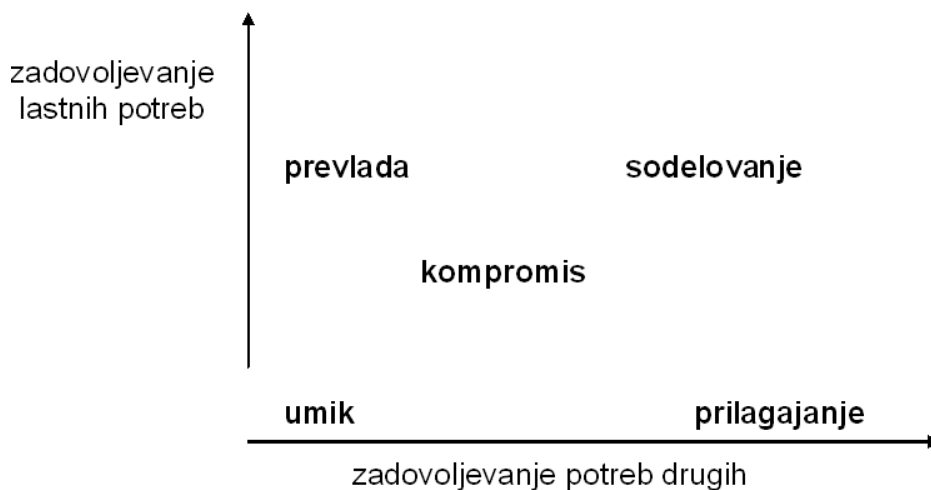 zadovoljevanje
lastnih potreb
prevlada
sodelovanje
kompromis
umik
prilagajanje
zadovoljevanje potreb drugih